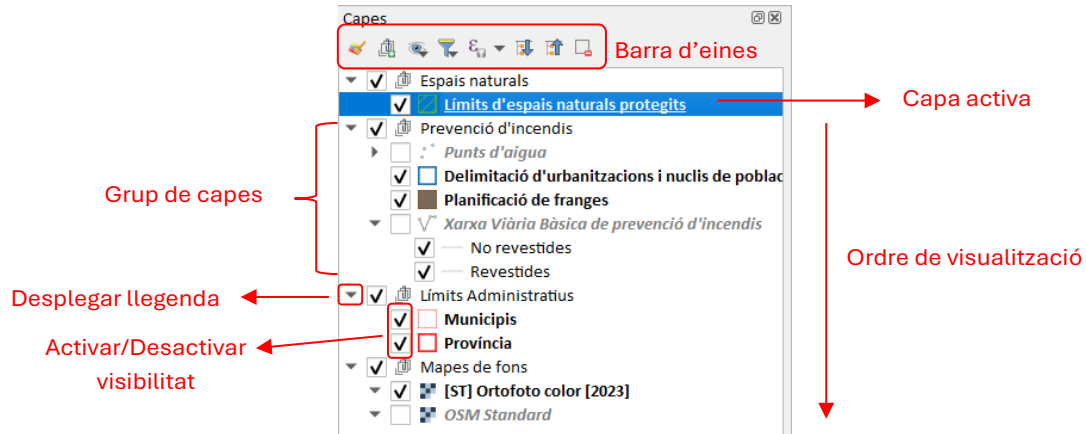 Capes
Barra d'eines
Espais naturals
Límits d'espais naturals protegits
Capa activa
Prevenció d'incendis
Punts d'aigua
Delimitació d'urbanitzacions i nuclis de poblac
Grup de capes
Planificació de franges
Xarxa Viària Bàsica de prevenció d'incendis
No revestides
Ordre de visualització
Revestides
Desplegar llegenda
Límits Administratius
Municipis
Activar/Desactivar
visibilitat
Província
Mapes de fons
[ST] Ortofoto color [2023]
OSM Standard